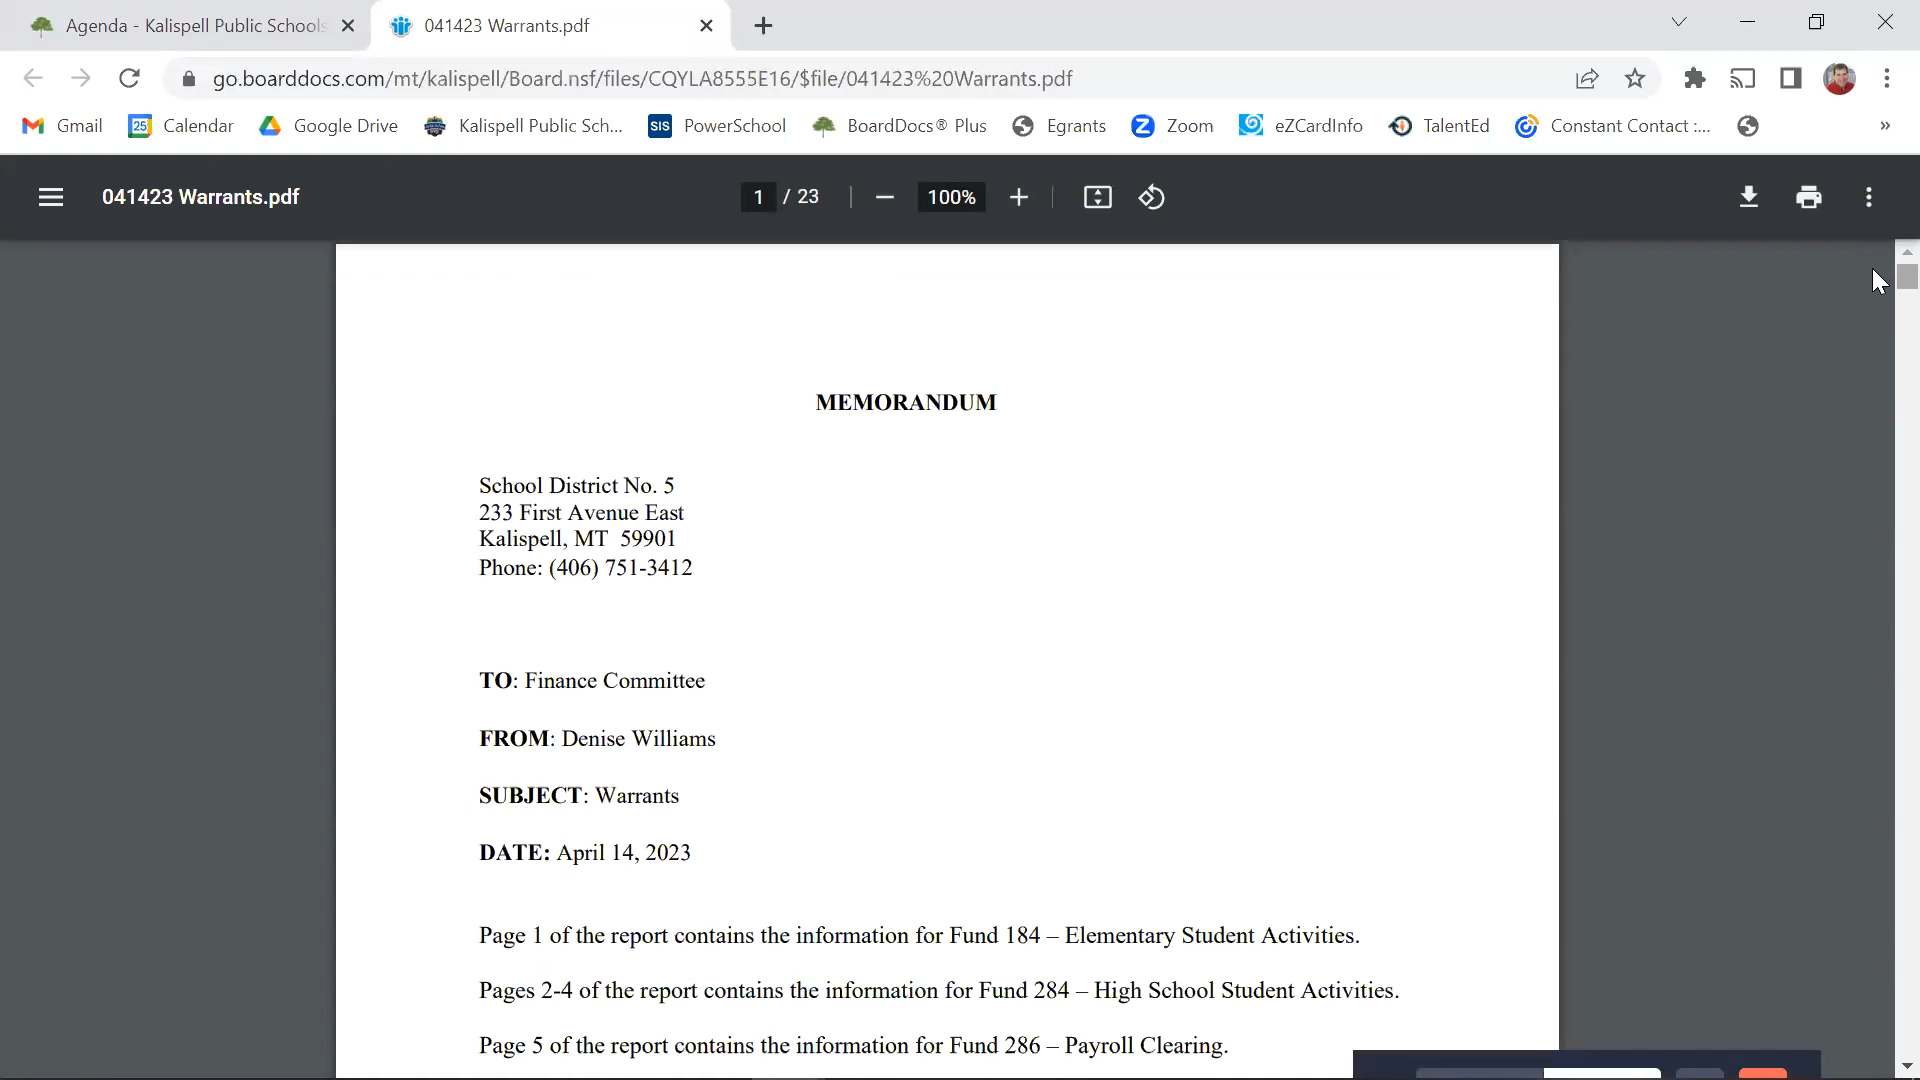 Agenda - Kalispell Public Schools
041423 Warrants.pdf
go.boarddocs.com/mt/kalispell/Board.nsf/files/CQYLA8555E16/$file/041423%20Warrants.pdf
Gmail
25
Calendar
Google Drive
Kalispell Public Sch...
SIS
PowerSchool
BoardDocs® Plus
Egrants
Zoom
eZCardInfo
TalentEd
Constant Contact :...
»
041423 Warrants.pdf
1 / 23
100%
MEMORANDUM
School District No. 5
233 First Avenue East
Kalispell, MT 59901
Phone: (406) 751-3412
TO: Finance Committee
FROM: Denise Williams
SUBJECT: Warrants
DATE: April 14, 2023
Page 1 of the report contains the information for Fund 184 – Elementary Student Activities.
Pages 2-4 of the report contains the information for Fund 284 – High School Student Activities.
Page 5 of the report contains the information for Fund 286 – Payroll Clearing.